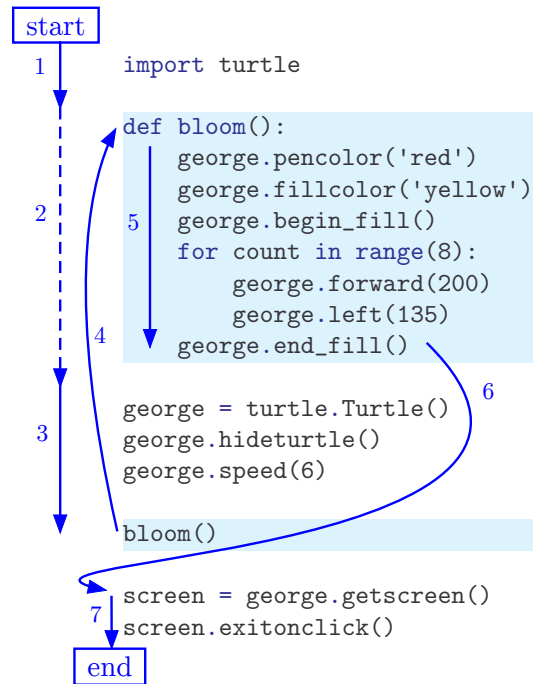 start
1
import turtle
def bloom():
    george.pencolor('red')
    george.fillcolor('yellow')
2
5
    george.begin_fill()
    for count in range(8):
        george.forward(200)
        george.left(135)
4
    george.end_fill()
6
george = turtle.Turtle()
3
george.hideturtle()
george.speed(6)
bloom()
screen = george.getscreen()
7
screen.exitonclick()
end